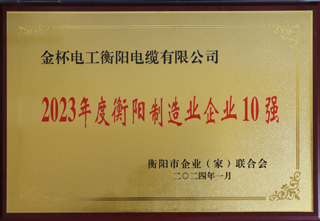 金杯电工衡阳电缆有限公司
2023年度衡阳制造业企业10强
衡阳市企业（家）联合会
二〇二四年一月